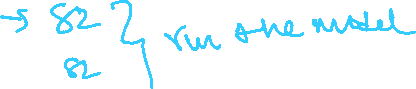 → 82 } run the model
82